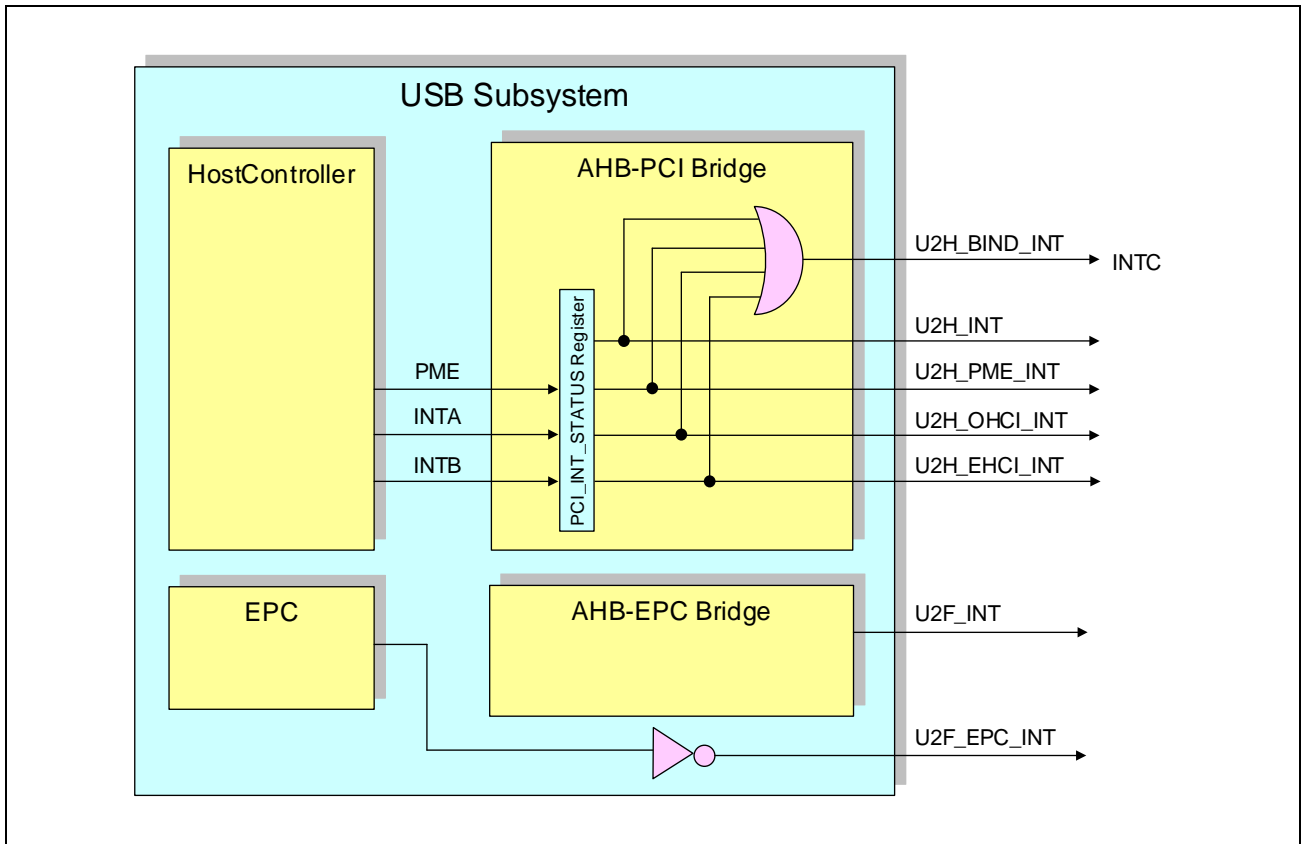 USB Subsystem
HostController
AHB-PCI Bridge
U2H_BIND_INT
INTC
PCI_INT_STATUS Register
U2H_INT
PME
U2H_PME_INT
INTA
U2H_OHCI_INT
INTB
U2H_EHCI_INT
EPC
AHB-EPC Bridge
U2F_INT
U2F_EPC_INT